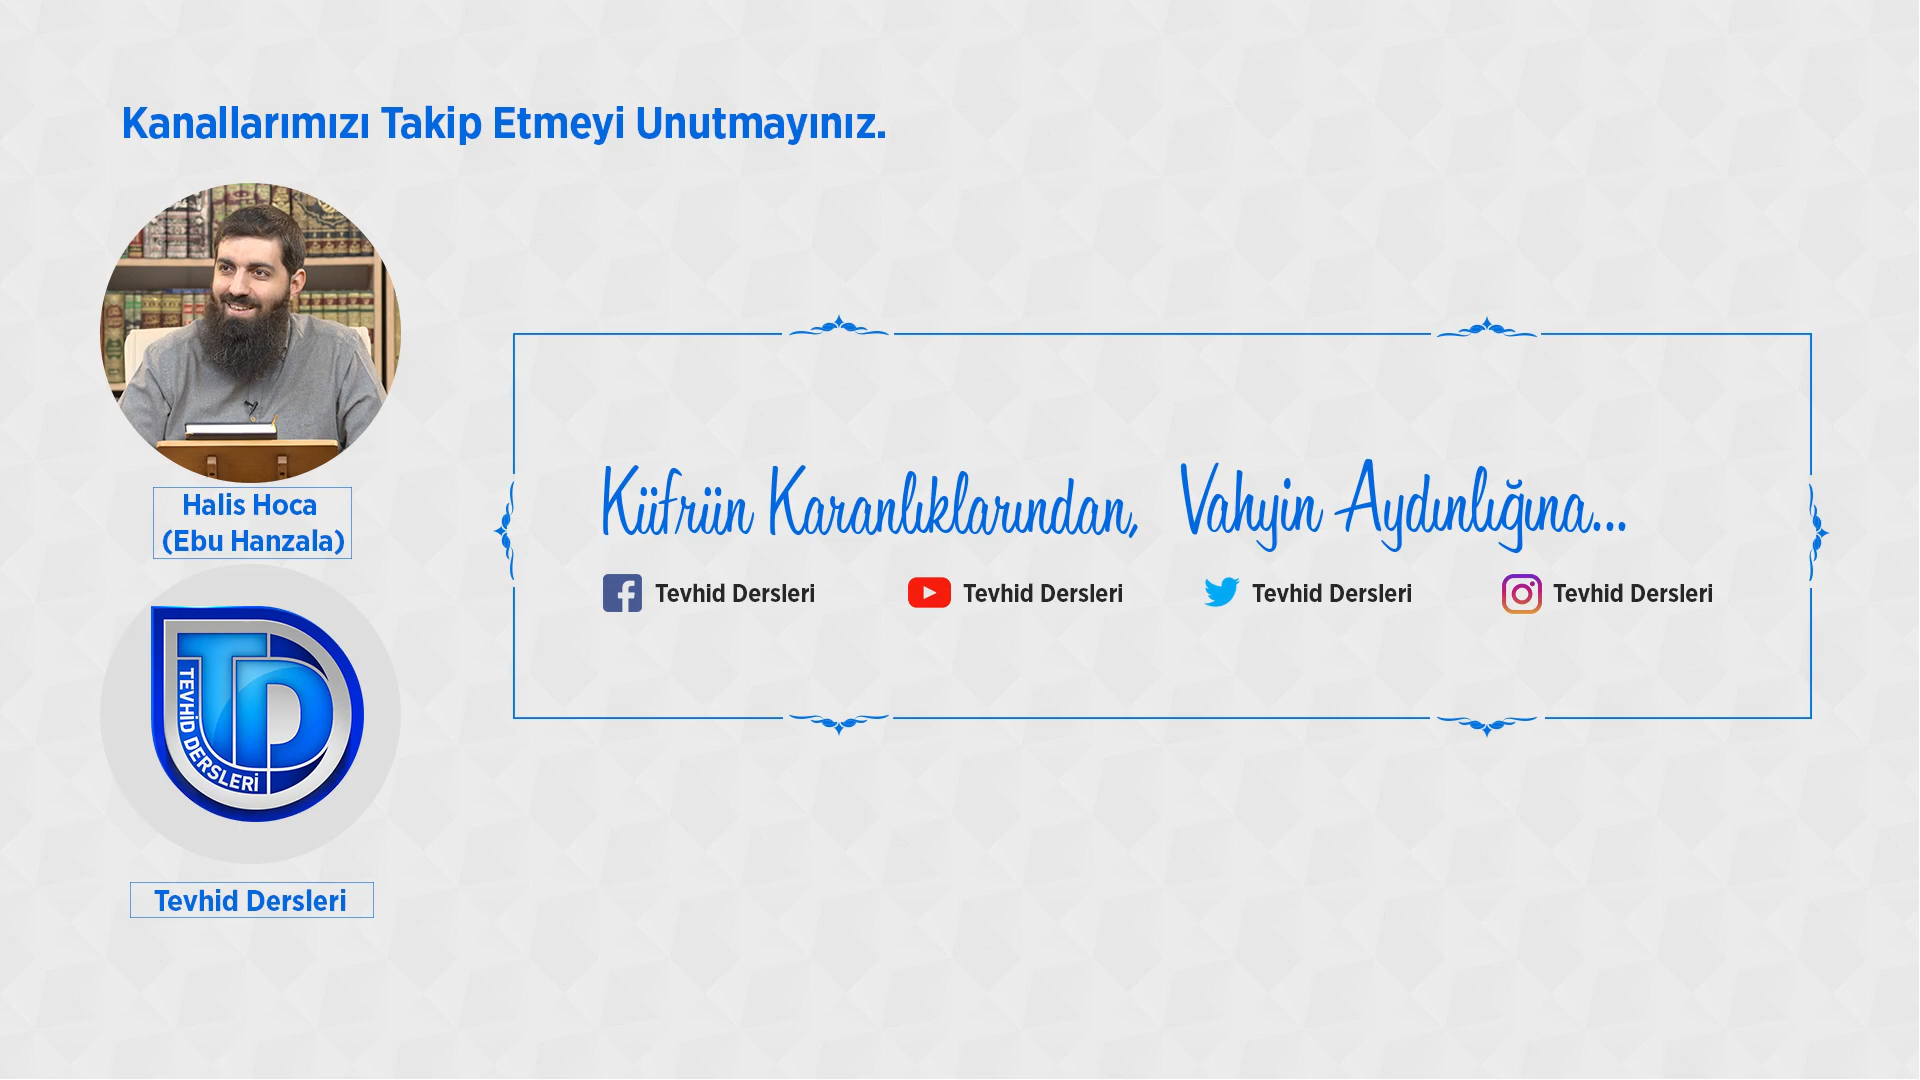 Kanallarımızı Takip Etmeyi Unutmayınız.
Halis Hoca
(Ebu Hanzala)
TD
TEVHİD DERSLERİ
Tevhid Dersleri
Küfrün Karanlıklarından, Vahyin Aydınlığına...
Tevhid Dersleri Tevhid Dersleri Tevhid Dersleri Tevhid Dersleri